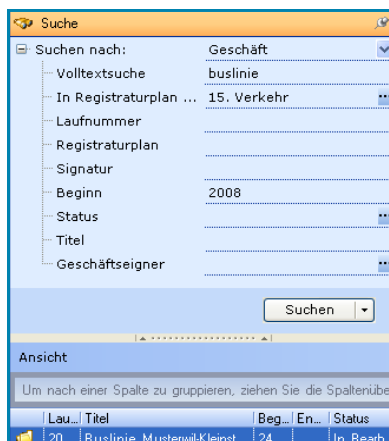 Suche
Suchen nach: Geschäft
Volltextsuche buslinie
In Registraturplan ... 15. Verkehr
Laufnummer
Registraturplan
Signatur
Beginn 2008
Status
Titel
Geschäftseigner
Suchen
Ansicht
Um nach einer Spalte zu gruppieren, ziehen Sie die Spaltenübe
Lau... Titel Beg... En... Status
20 Buslinie Musterwil-Kleinst 24 In Bearb